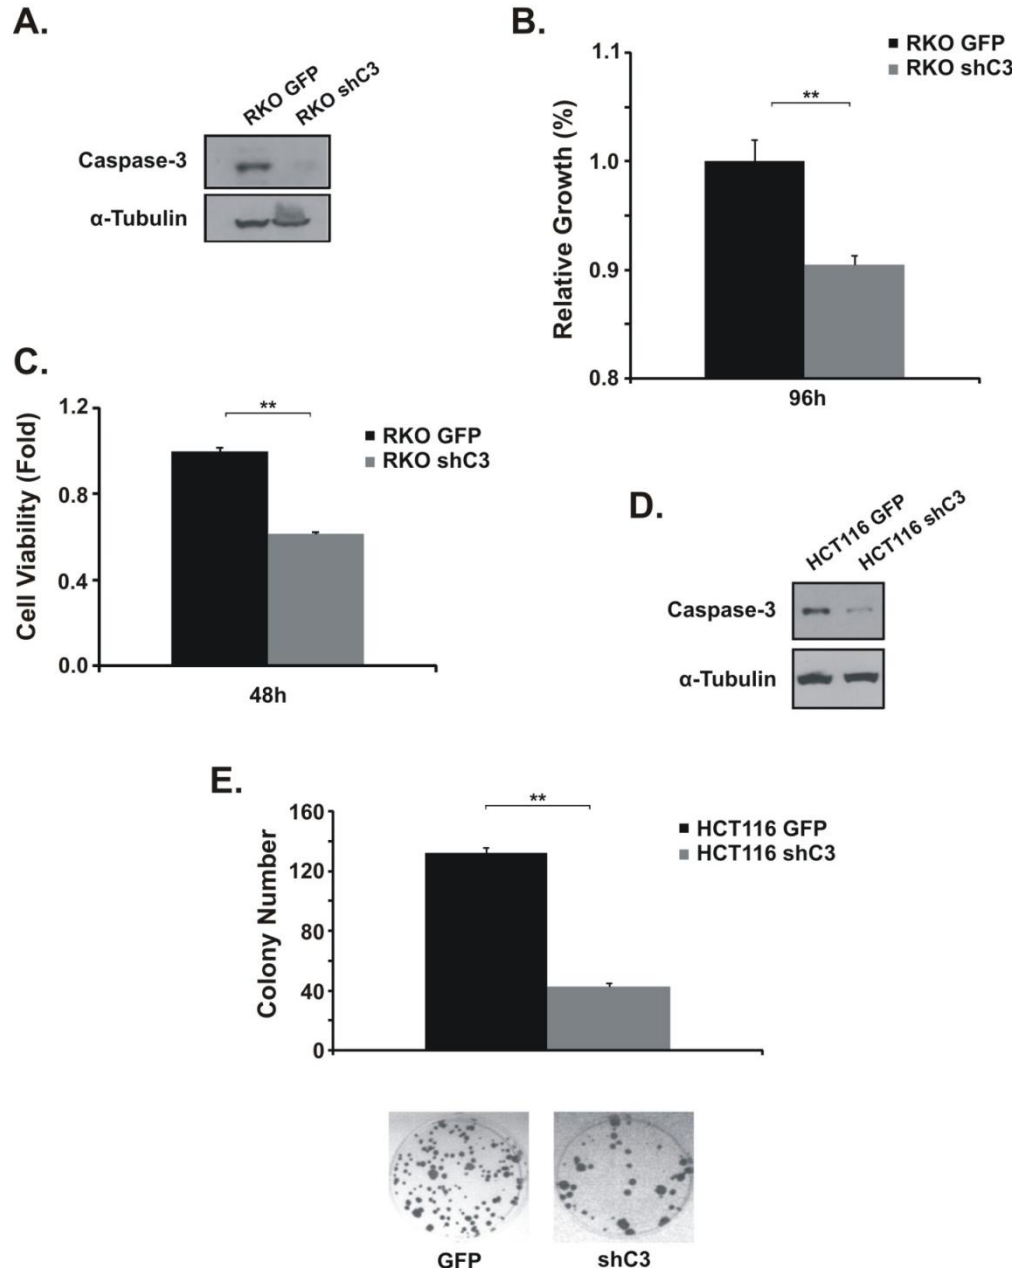 A.
RKO GFP
RKO shC3
Caspase-3
α-Tubulin
B.
RKO GFP
RKO shC3
1.1
1.0
0.9
0.8
Relative Growth (%)
**
96h
C.
1.2
0.8
0.4
0.0
Cell Viability (Fold)
**
RKO GFP
RKO shC3
48h
D.
HCT116 GFP
HCT116 shC3
Caspase-3
α-Tubulin
E.
160
120
80
40
0
Colony Number
**
HCT116 GFP
HCT116 shC3
GFP
shC3